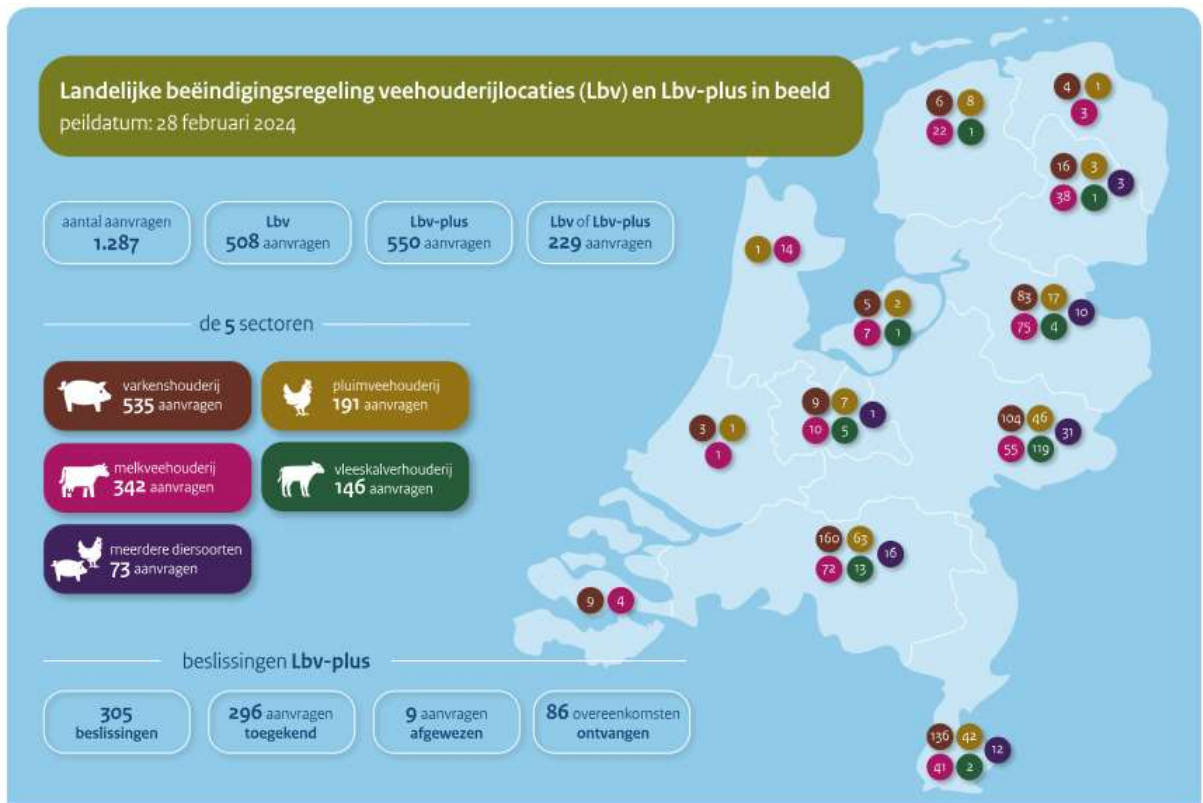 Landelijke beëindigingsregeling veehouderijlocaties (Lbv) en Lbv-plus in beeld
peildatum: 28 februari 2024
aantal aanvragen
1.287
Lbv
508 aanvragen
Lbv-plus
550 aanvragen
Lbv of Lbv-plus
229 aanvragen
de 5 sectoren
varkenshouderij
535 aanvragen
pluimveehouderij
191 aanvragen
melkveehouderij
342 aanvragen
vleeskalverhouderij
146 aanvragen
meerdere diersoorten
73 aanvragen
beslissingen Lbv-plus
305
beslissingen
296 aanvragen
toegekend
9 aanvragen
afgewezen
86 overeenkomsten
ontvangen
4 1
3
6 8
22 1
16 3
3
38 1
1 14
5 2
7 1
83 17
10
75 4
9 7
1
10 5
3 1
1
104 46
31
55 119
160 63
16
72 13
9 4
136 42
12
41 2